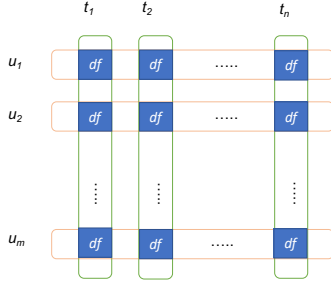 t1 t2 tn
u1 df df ..... df
u2 df df ..... df
..... .....
um df df ..... df